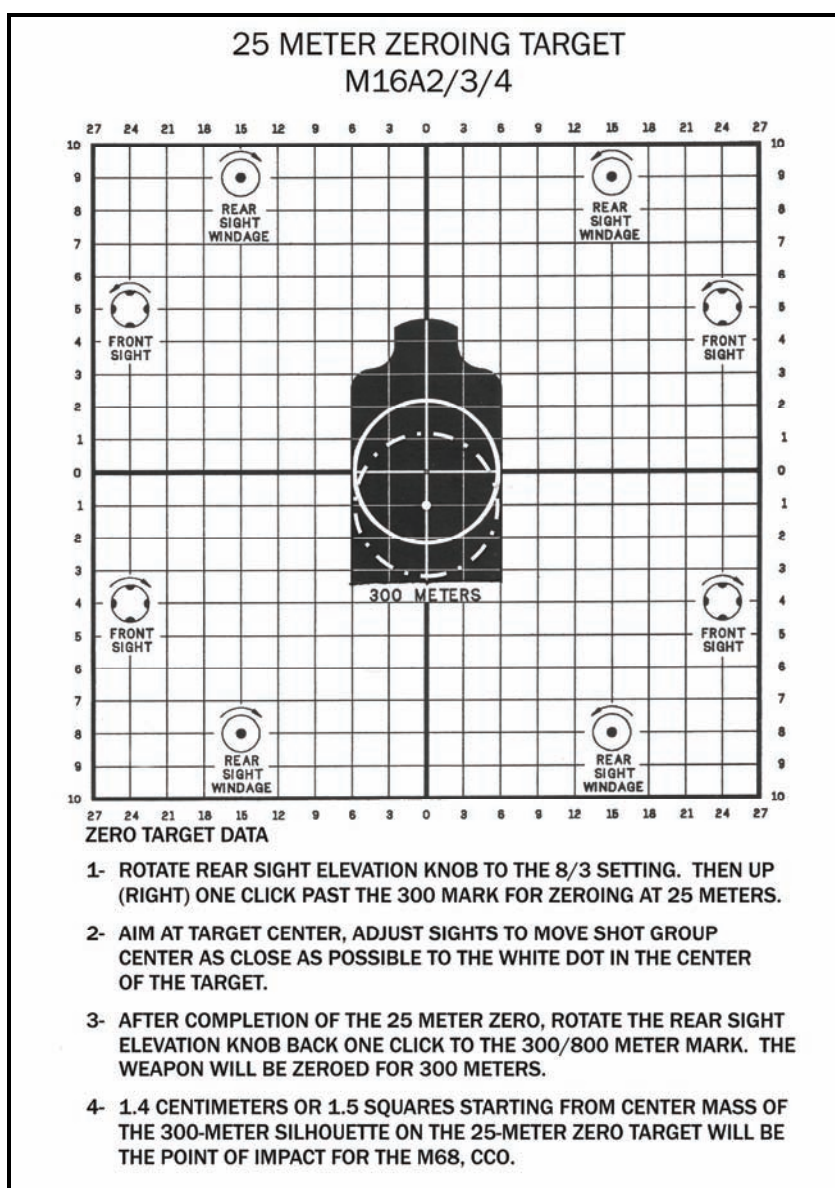 25 METER ZEROING TARGET
M16A2/3/4
27 24 21 18 15 12 9 6 3 0 3 6 9 12 15 18 21 24 27
10 10
9 9
REAR SIGHT WINDAGE
REAR SIGHT WINDAGE
8 8
7 7
6 6
5 5
FRONT SIGHT
FRONT SIGHT
4 4
3 3
2 2
1 1
0 0
1 1
2 2
3 3
300 METERS
4 4
FRONT SIGHT
FRONT SIGHT
5 5
6 6
7 7
8 8
REAR SIGHT WINDAGE
REAR SIGHT WINDAGE
9 9
10 10
27 24 21 18 15 12 9 6 3 0 3 6 9 12 15 18 21 24 27
ZERO TARGET DATA
1- ROTATE REAR SIGHT ELEVATION KNOB TO THE 8/3 SETTING. THEN UP
(RIGHT) ONE CLICK PAST THE 300 MARK FOR ZEROING AT 25 METERS.
2- AIM AT TARGET CENTER, ADJUST SIGHTS TO MOVE SHOT GROUP
CENTER AS CLOSE AS POSSIBLE TO THE WHITE DOT IN THE CENTER
OF THE TARGET.
3- AFTER COMPLETION OF THE 25 METER ZERO, ROTATE THE REAR SIGHT
ELEVATION KNOB BACK ONE CLICK TO THE 300/800 METER MARK. THE
WEAPON WILL BE ZEROED FOR 300 METERS.
4- 1.4 CENTIMETERS OR 1.5 SQUARES STARTING FROM CENTER MASS OF
THE 300-METER SILHOUETTE ON THE 25-METER ZERO TARGET WILL BE
THE POINT OF IMPACT FOR THE M68, CCO.